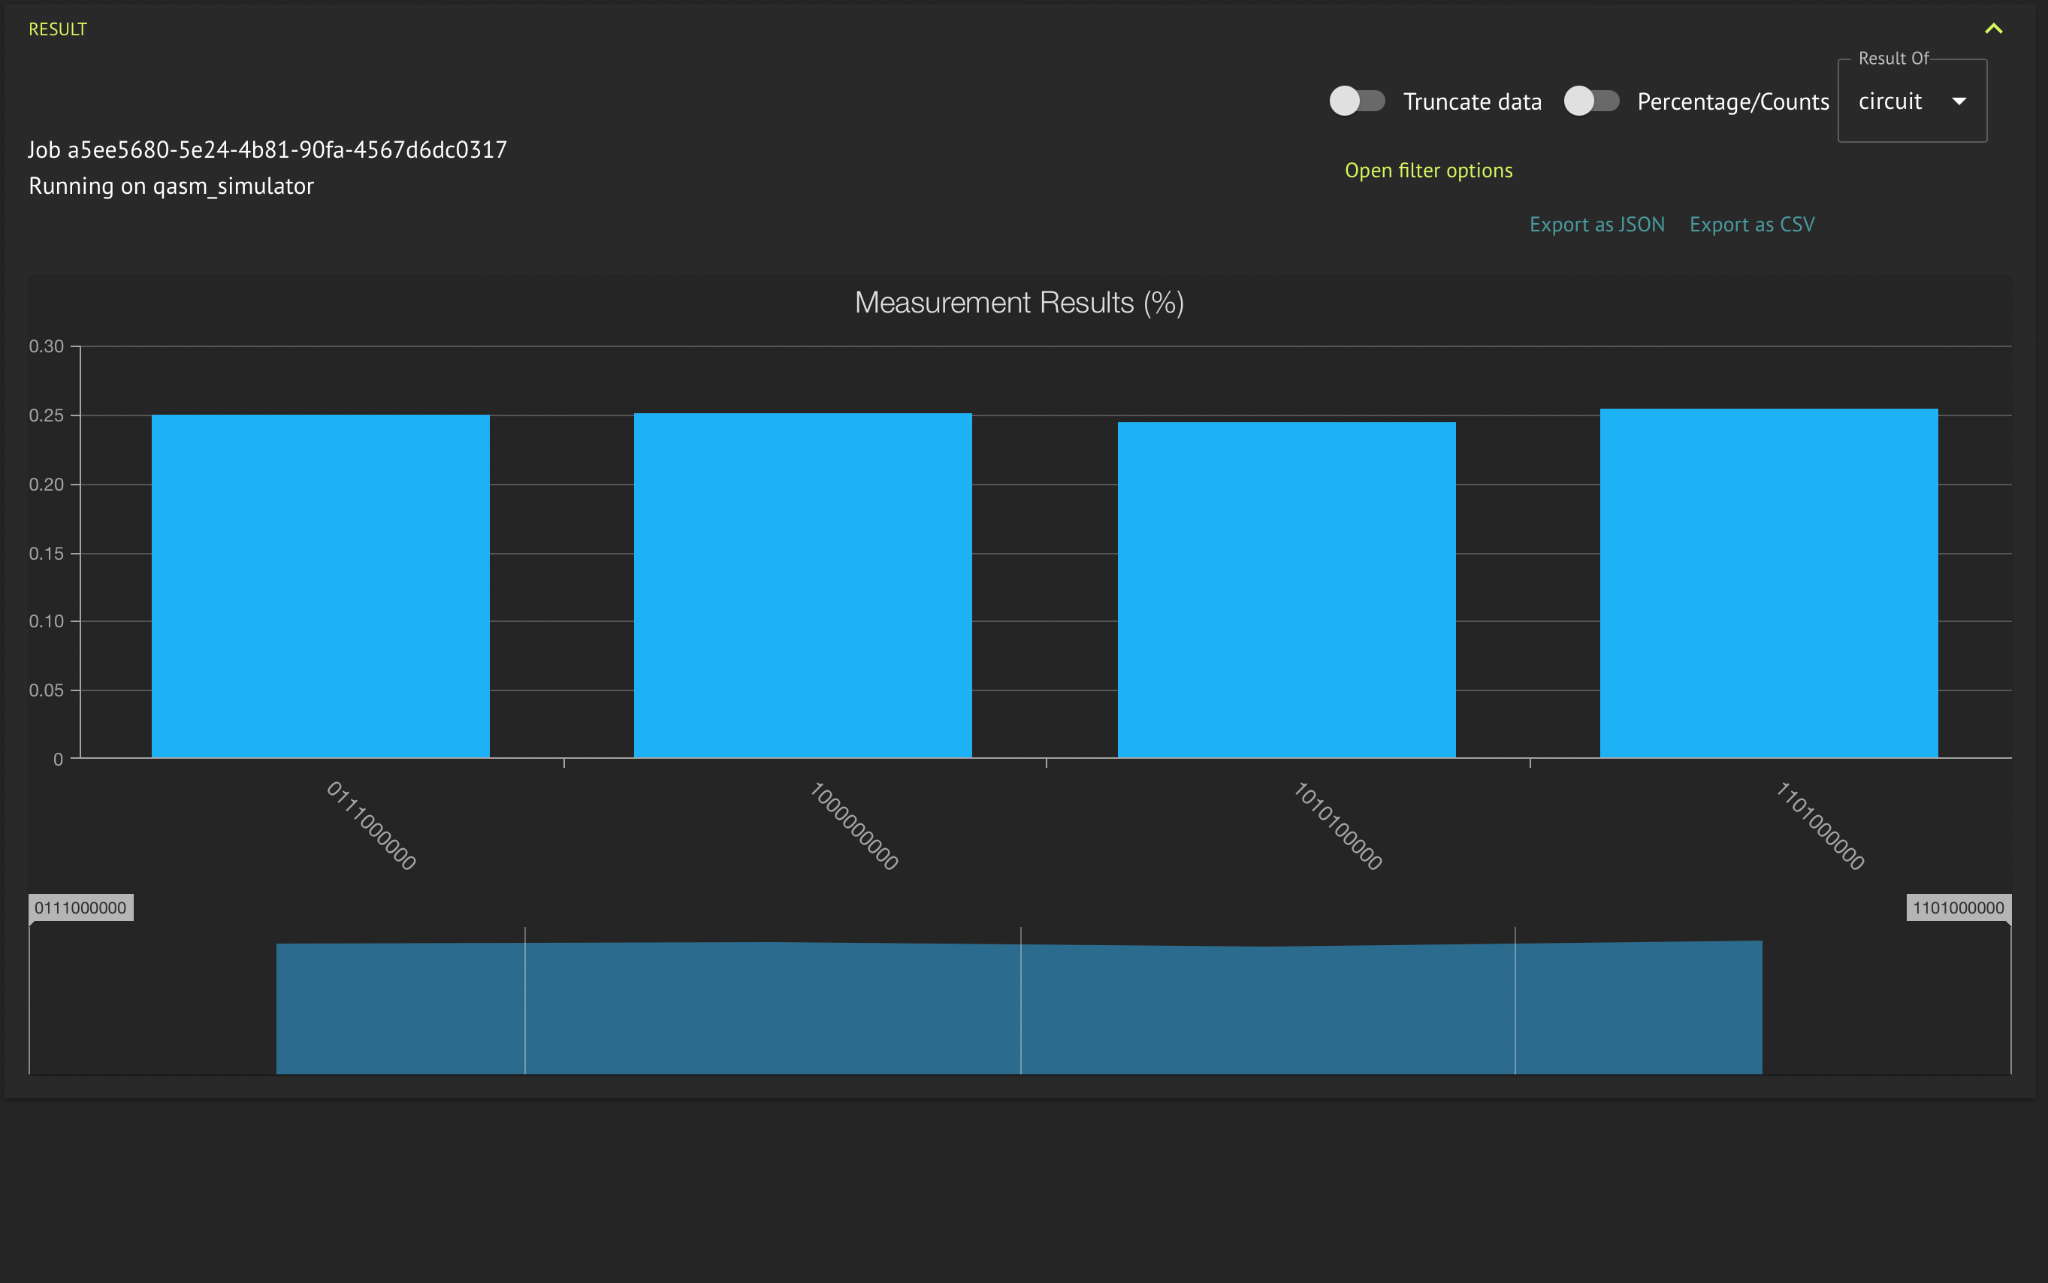 RESULT
Result Of
Truncate data
Percentage/Counts
circuit
Job a5ee5680-5e24-4b81-90fa-4567d6dc0317
Running on qasm_simulator
Open filter options
Export as JSON
Export as CSV
Measurement Results (%)
0.30
0.25
0.20
0.15
0.10
0.05
0
0111000000
1000000000
1010100000
1101000000
0111000000
1101000000